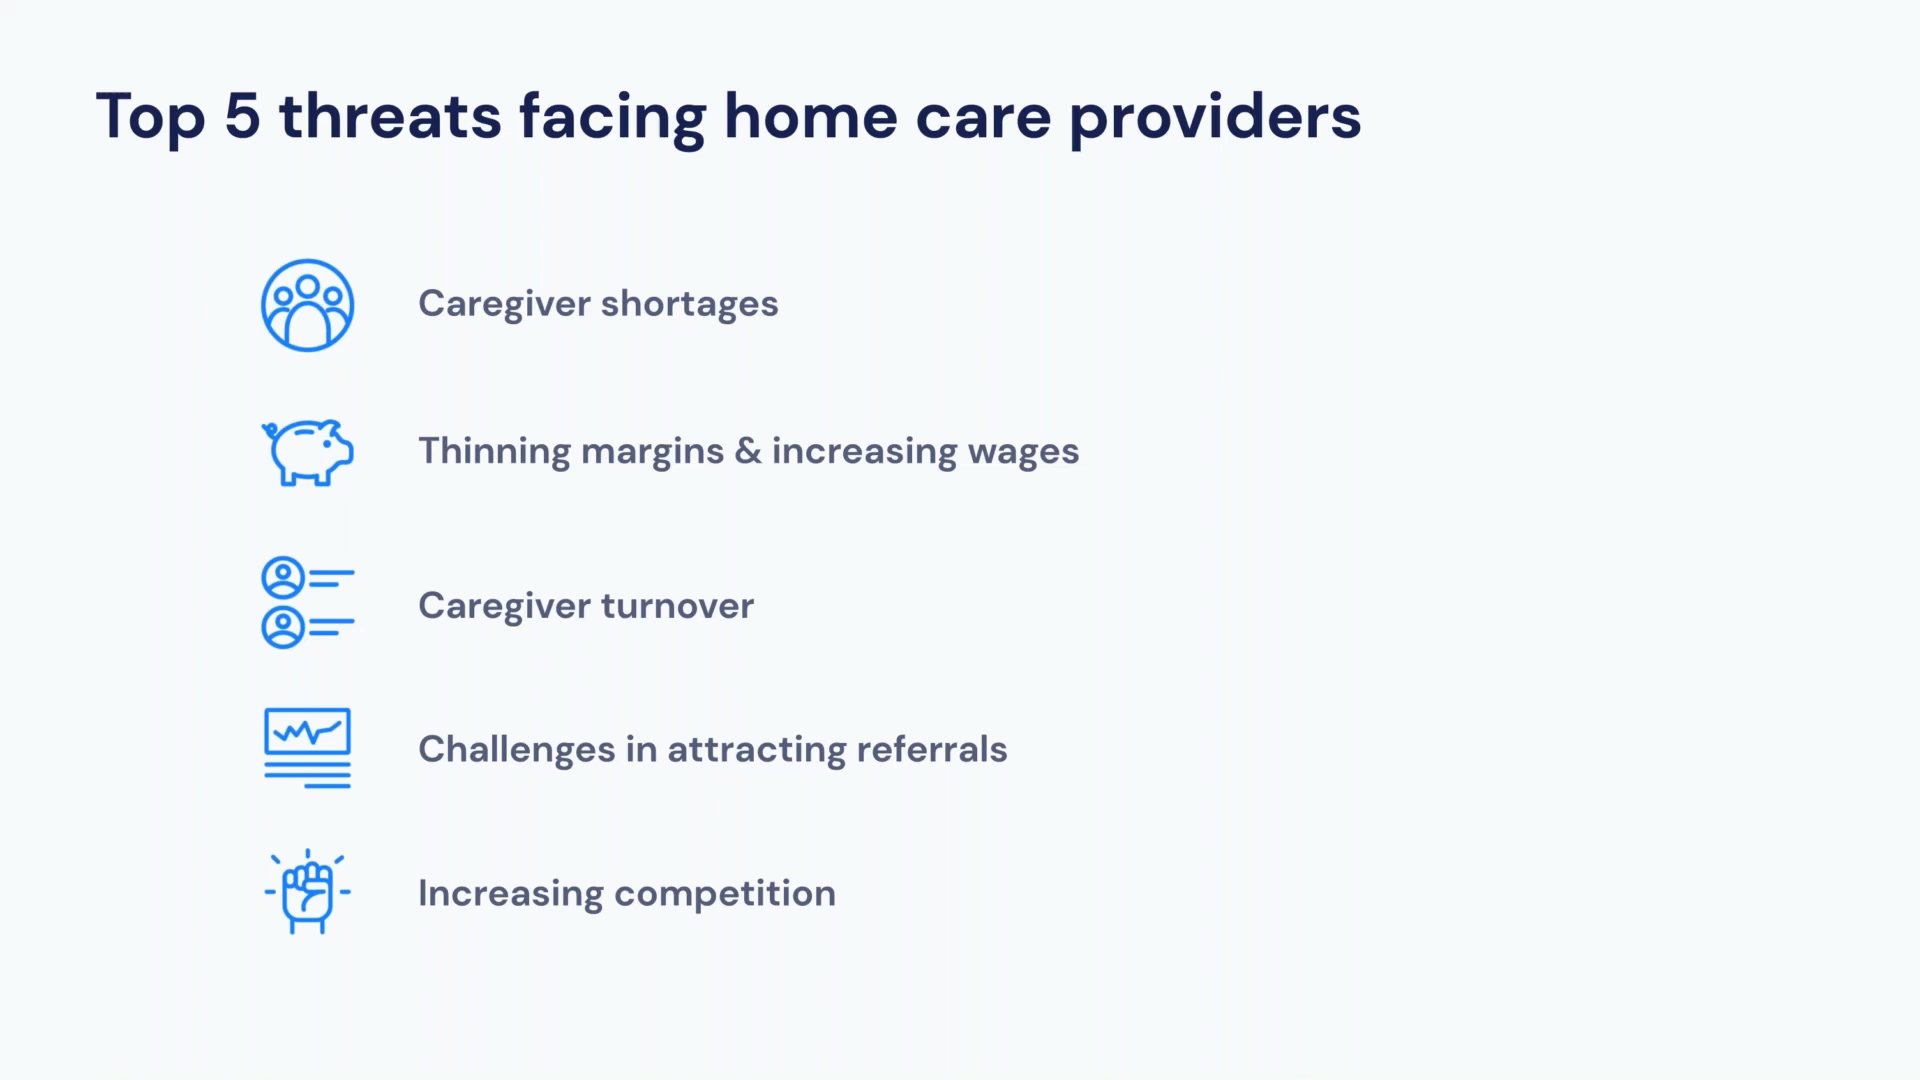 Top 5 threats facing home care providers
Caregiver shortages
Thinning margins & increasing wages
Caregiver turnover
Challenges in attracting referrals
Increasing competition